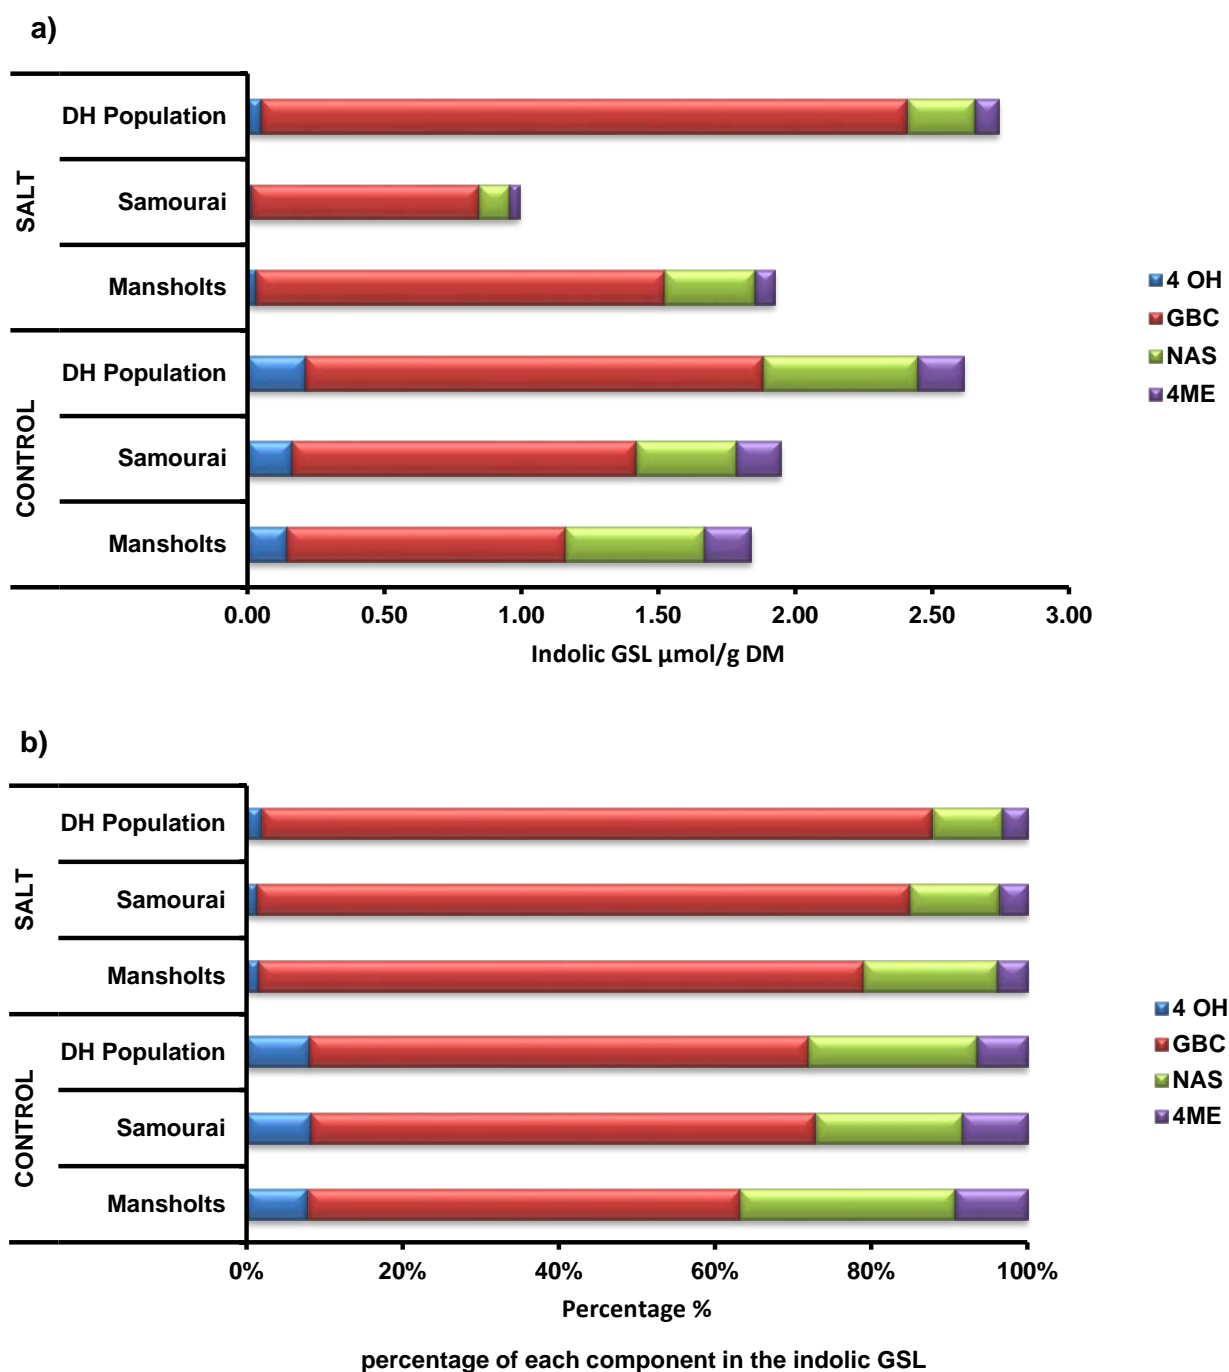 a)
SALT
DH Population
Samourai
Mansholts
CONTROL
DH Population
Samourai
Mansholts
0.00 0.50 1.00 1.50 2.00 2.50 3.00
Indolic GSL µmol/g DM
4 OH
GBC
NAS
4ME
b)
SALT
DH Population
Samourai
Mansholts
CONTROL
DH Population
Samourai
Mansholts
0% 20% 40% 60% 80% 100%
Percentage %
4 OH
GBC
NAS
4ME
percentage of each component in the indolic GSL